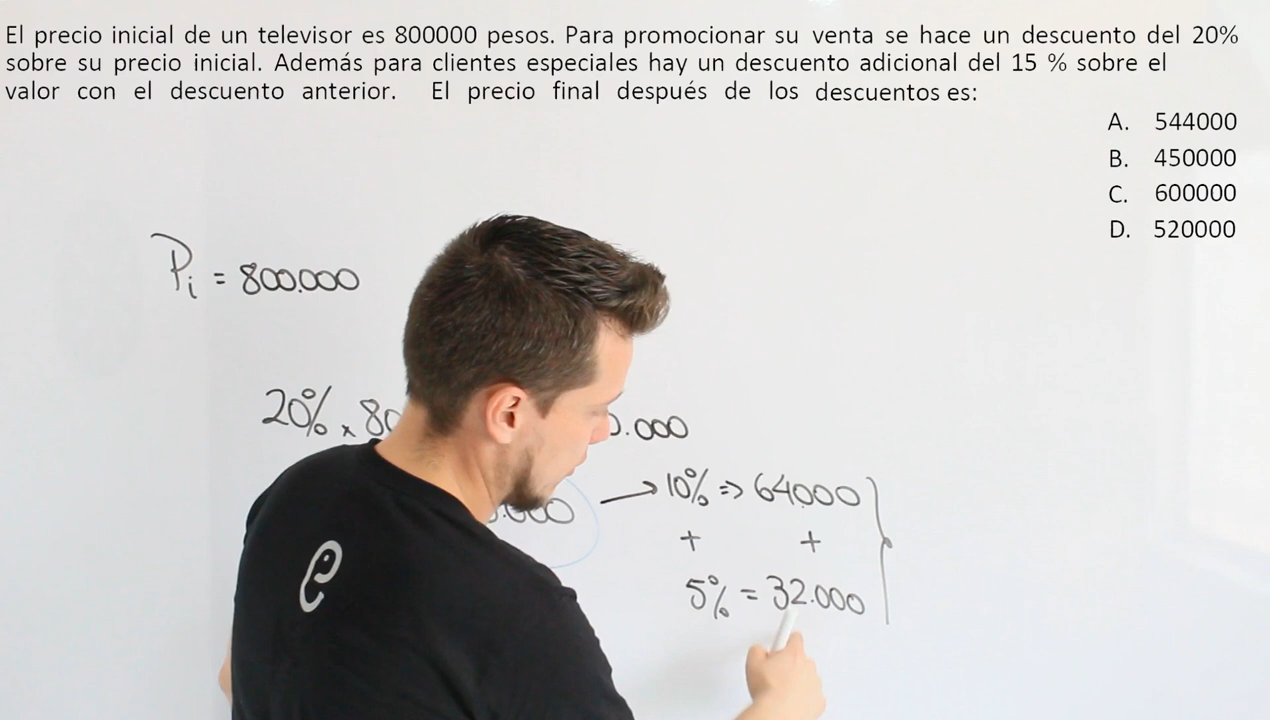 El precio inicial de un televisor es 800000 pesos. Para promocionar su venta se hace un descuento del 20%
sobre su precio inicial. Además para clientes especiales hay un descuento adicional del 15 % sobre el
valor con el descuento anterior. El precio final después de los descuentos es:
A. 544000
B. 450000
C. 600000
D. 520000
Pi = 800.000
20% x 80 0.000
.000 → 10% => 64.000
+ +
5% = 32.000
e